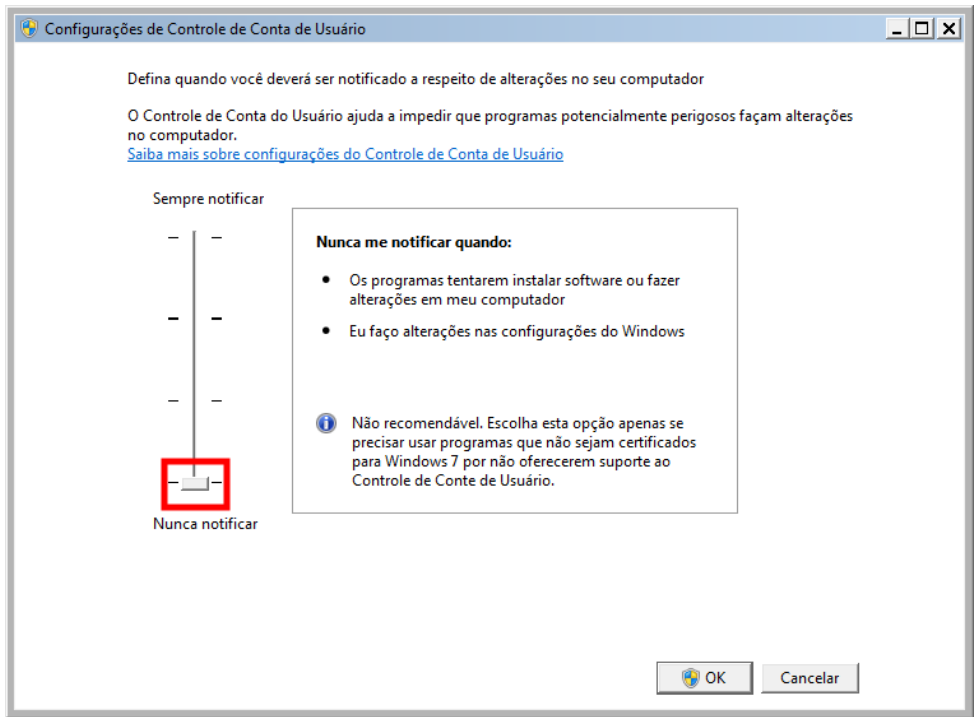 Configurações de Controle de Conta de Usuário
Defina quando você deverá ser notificado a respeito de alterações no seu computador
O Controle de Conta do Usuário ajuda a impedir que programas potencialmente perigosos façam alterações
no computador.
Saiba mais sobre configurações do Controle de Conta de Usuário
Sempre notificar
Nunca me notificar quando:
Os programas tentarem instalar software ou fazer
alterações em meu computador
Eu faço alterações nas configurações do Windows
Não recomendável. Escolha esta opção apenas se
precisar usar programas que não sejam certificados
para Windows 7 por não oferecerem suporte ao
Controle de Conte de Usuário.
Nunca notificar
OK
Cancelar